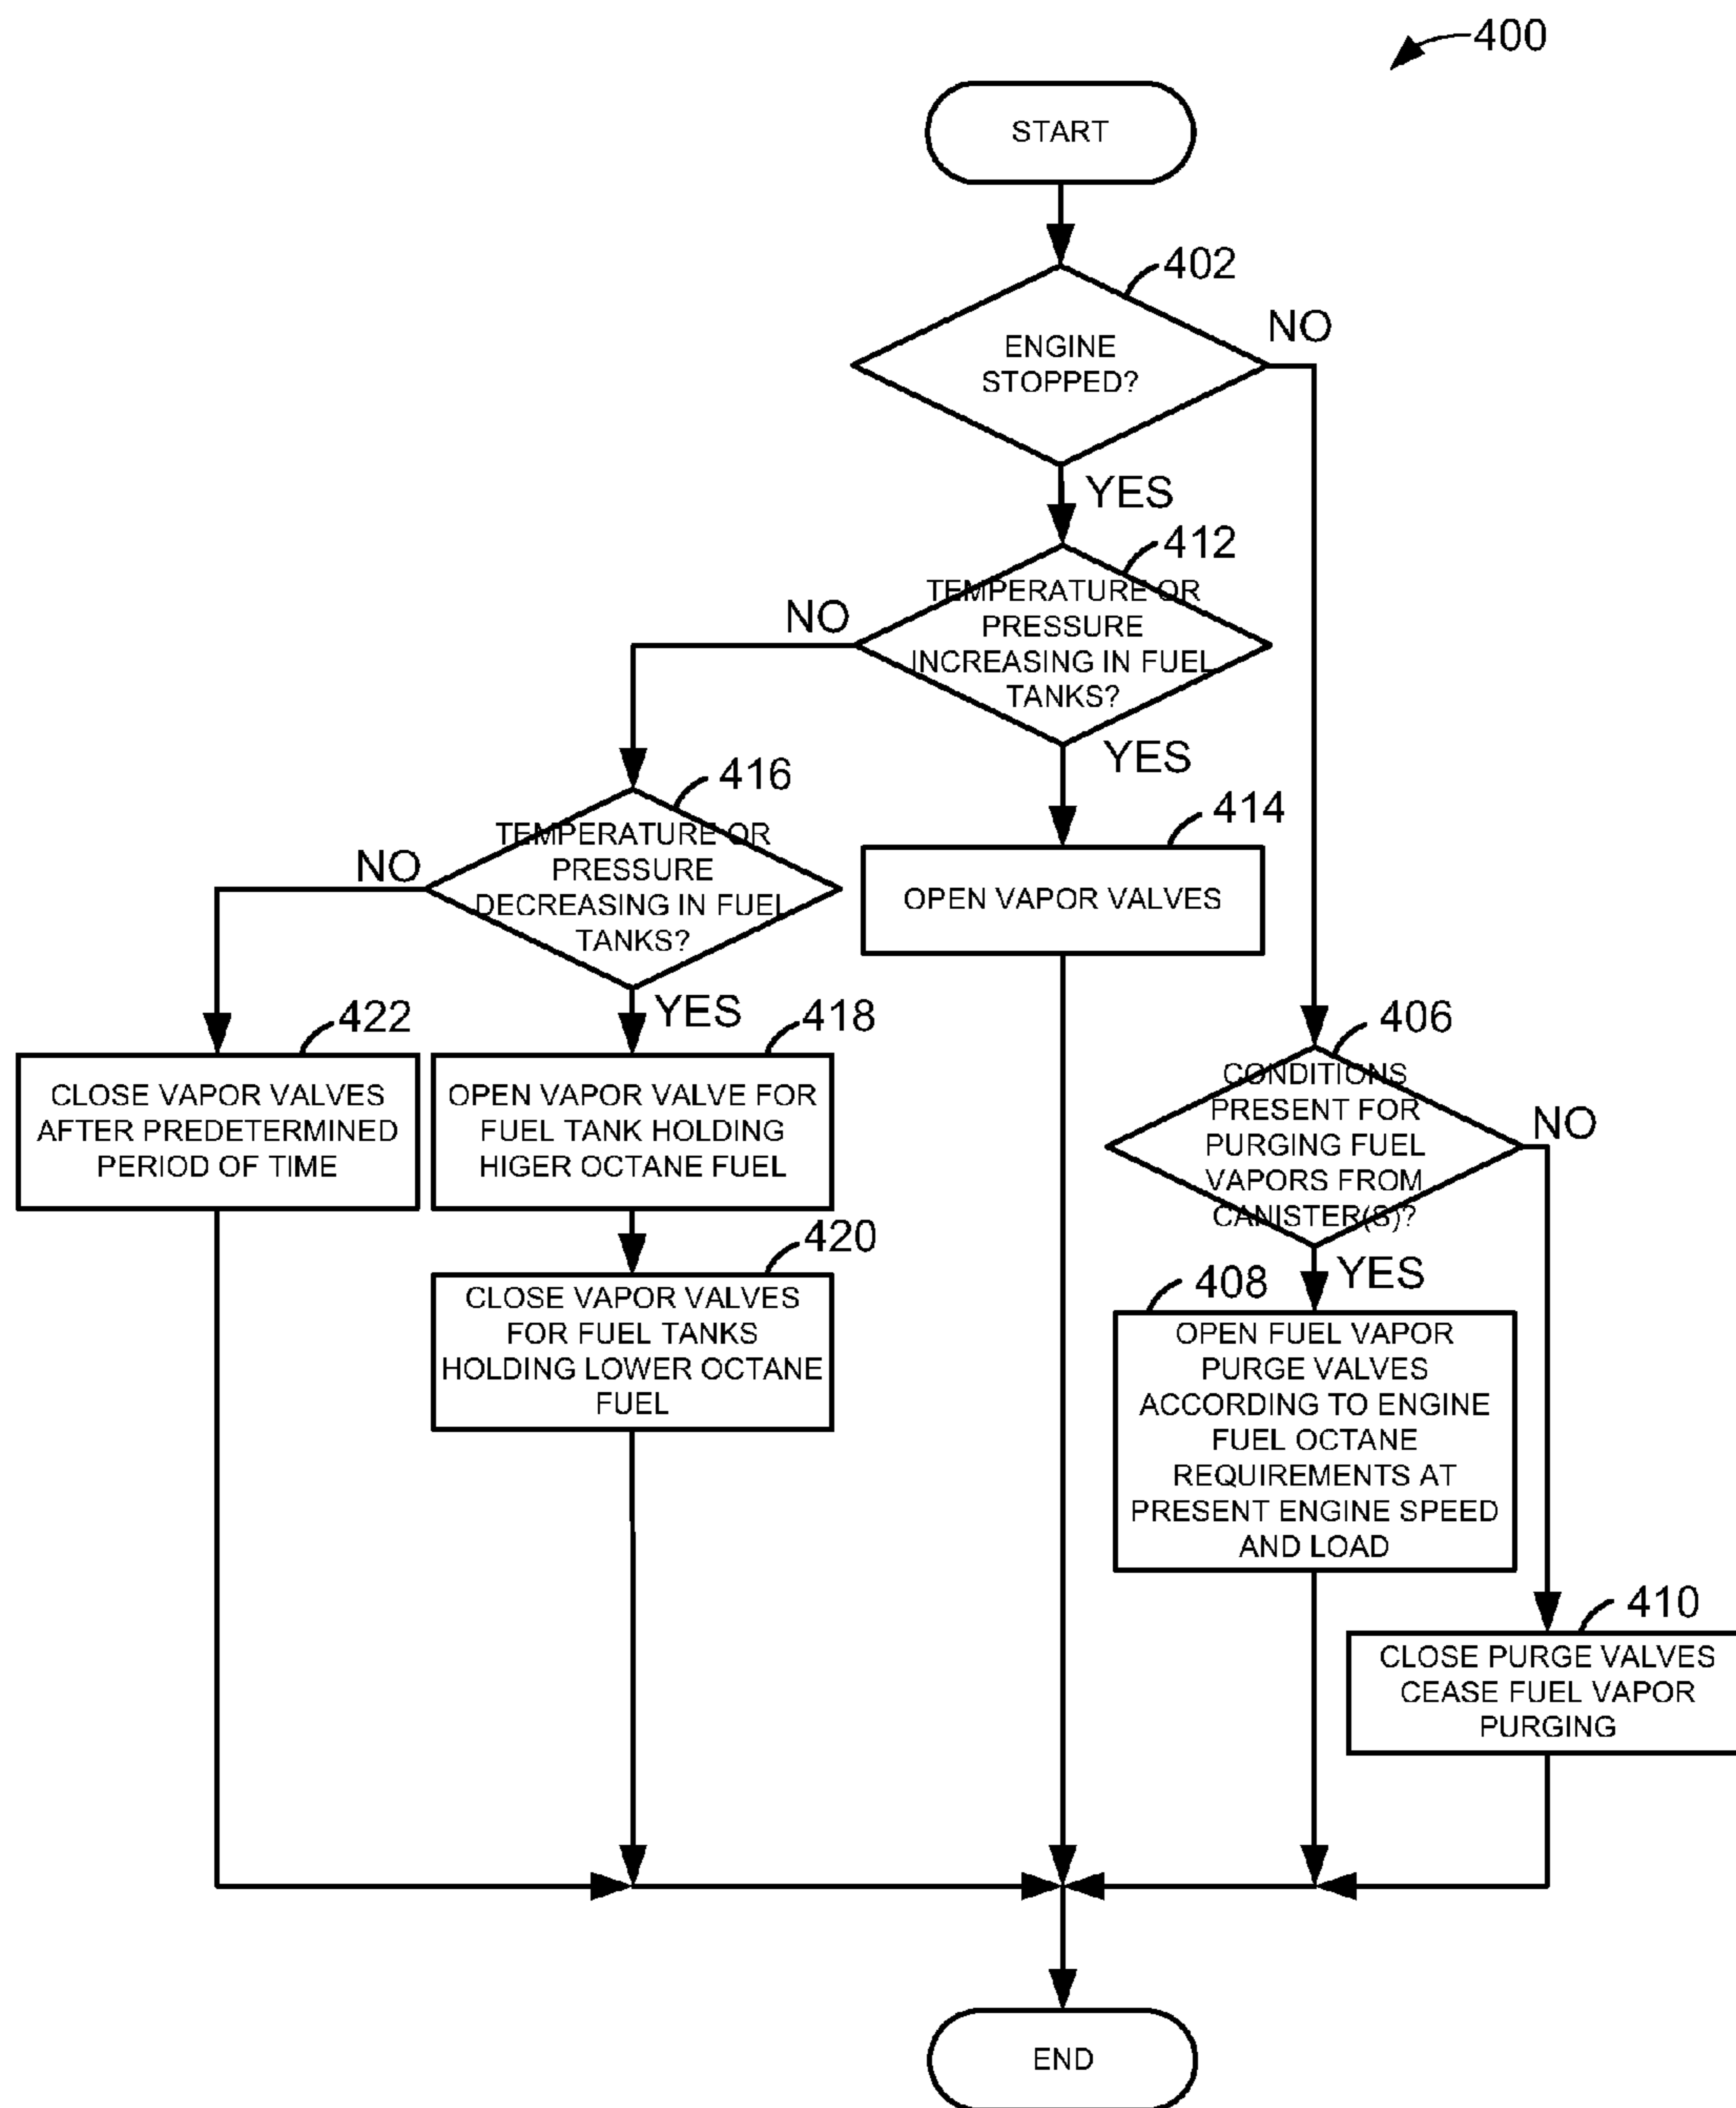 400
START
402
ENGINE
STOPPED?
NO
YES
412
TEMPERATURE OR
PRESSURE
INCREASING IN FUEL
TANKS?
NO
YES
416
TEMPERATURE OR
PRESSURE
DECREASING IN FUEL
TANKS?
NO
YES
414
OPEN VAPOR VALVES
422
CLOSE VAPOR VALVES
AFTER PREDETERMINED
PERIOD OF TIME
418
OPEN VAPOR VALVE FOR
FUEL TANK HOLDING
HIGER OCTANE FUEL
420
CLOSE VAPOR VALVES
FOR FUEL TANKS
HOLDING LOWER OCTANE
FUEL
406
CONDITIONS
PRESENT FOR
PURGING FUEL
VAPORS FROM
CANISTER(S)?
NO
YES
408
OPEN FUEL VAPOR
PURGE VALVES
ACCORDING TO ENGINE
FUEL OCTANE
REQUIREMENTS AT
PRESENT ENGINE SPEED
AND LOAD
410
CLOSE PURGE VALVES
CEASE FUEL VAPOR
PURGING
END